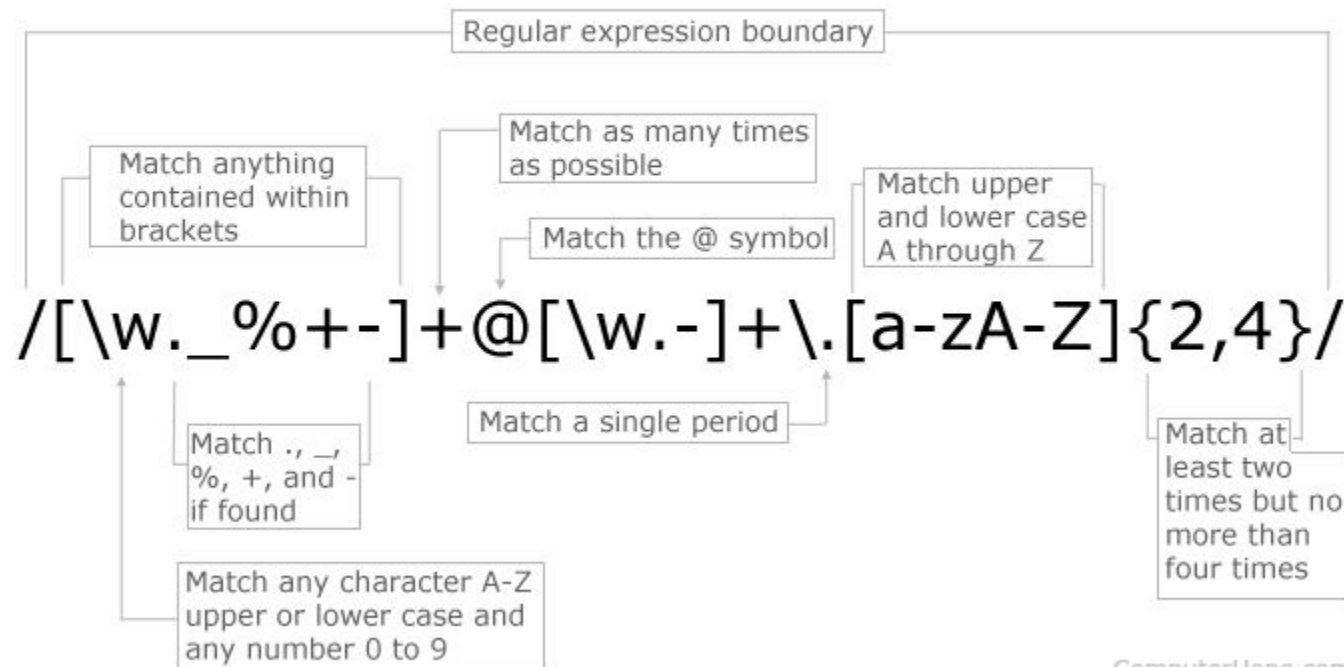 Regular expression boundary
Match as many times
as possible
Match anything
contained within
brackets
Match upper
and lower case
A through Z
Match the @ symbol
/[\w._%+-]+@[\w.-]+\.[a-zA-Z]{2,4}/
Match a single period
Match ., _,
%, +, and -
if found
Match at
least two
times but no
more than
four times
Match any character A-Z
upper or lower case and
any number 0 to 9